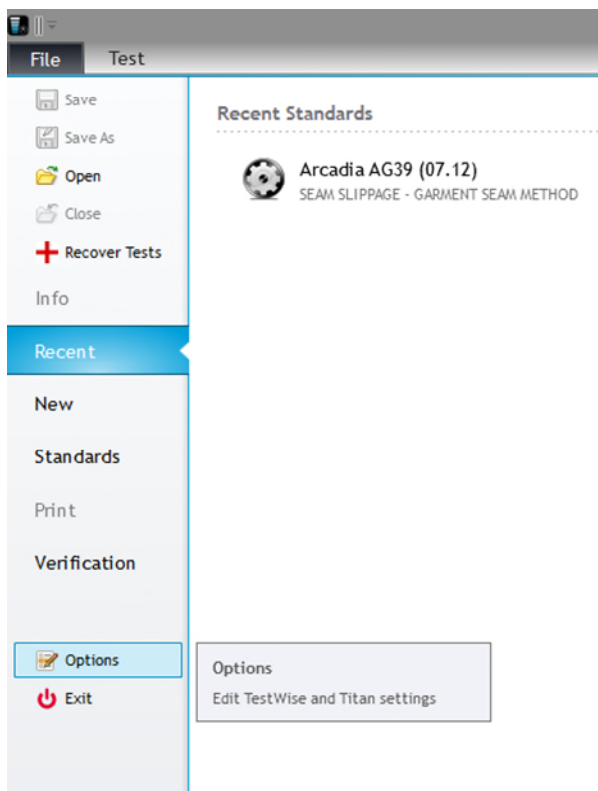 File Test
Save
Save As
Open
Close
Recover Tests
Info
Recent
New
Standards
Print
Verification
Options
Exit
Recent Standards
Arcadia AG39 (07.12)
SEAM SLIPPAGE - GARMENT SEAM METHOD
Options
Edit TestWise and Titan settings